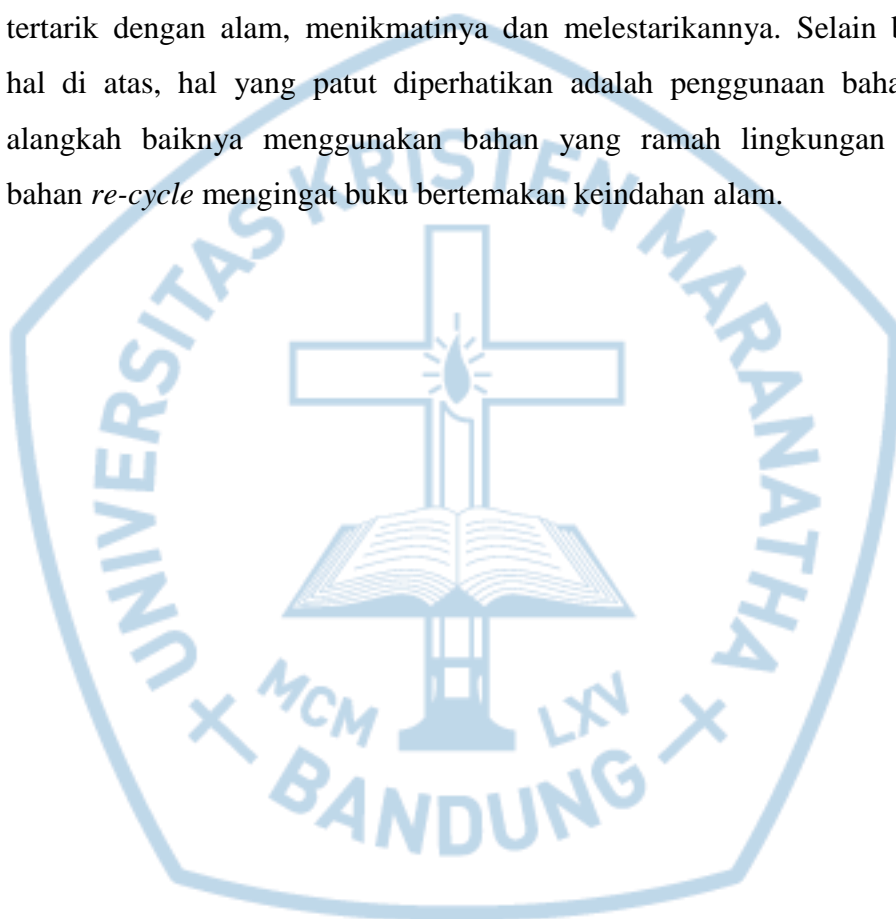 tertarik dengan alam, menikmatinya dan melestarikannya. Selain
hal di atas, hal yang patut diperhatikan adalah penggunaan
alangkah baiknya menggunakan bahan yang ramah lingkungan
bahan re-cycle mengingat buku bertemakan keindahan alam.
UNIVERSITAS KRISTEN MARANATHA
MCM LXV
BANDUNG